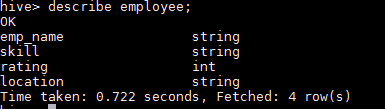 hive> describe employee;
OK
emp_name string
skill string
rating int
location string
Time taken: 0.722 seconds, Fetched: 4 row(s)